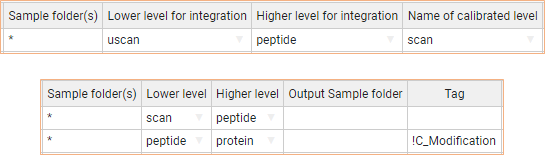 Sample folder(s) Lower level for integration Higher level for integration Name of calibrated level
* uscan peptide scan
Sample folder(s) Lower level Higher level Output Sample folder Tag
* scan peptide
* peptide protein !C_Modification